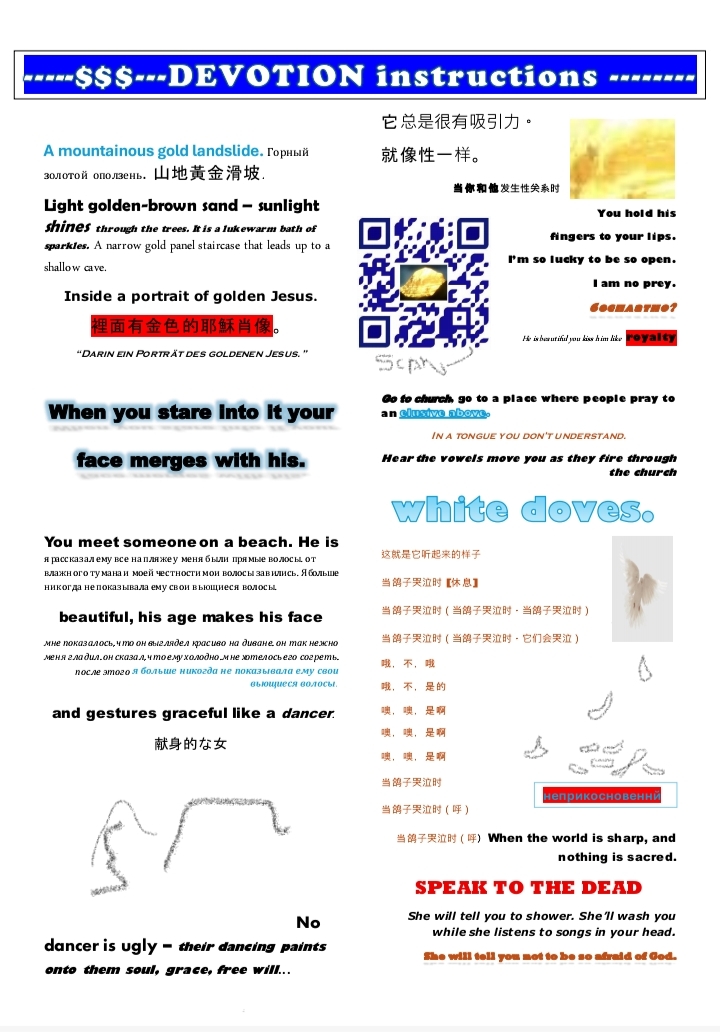 -----$$$---DEVOTION instructions --------
A mountainous gold landslide. Горный
золотой оползень. 山地黃金滑坡.
Light golden-brown sand – sunlight
shines through the trees. It is a lukewarm bath of
sparkles. A narrow gold panel staircase that leads up to a
shallow cave.
Inside a portrait of golden Jesus.
裡面有金色的耶穌肖像。
“DARIN EIN PORTRÄT DES GOLDENEN JESUS.”
When you stare into it your
face merges with his.
You meet someone on a beach. He is
я рассказал ему все на пляже у меня были прямые волосы. от
влажного тумана и моей честности мои волосы завились. Я больше
никогда не показывала ему свои вьющиеся волосы.
beautiful, his age makes his face
мне показалось, что он выглядел красиво на диване. он так нежно
меня гладил. он сказал, что ему холодно. мне хотелось его согреть.
после этого я больше никогда не показывала ему свои
вьющиеся волосы.
and gestures graceful like a dancer.
献身的な女
No
dancer is ugly – their dancing paints
onto them soul, grace, free will...
它总是很有吸引力。
就像性一样。
当你和他发生性关系时
You hold his
fingers to your lips.
I'm so lucky to be so open.
I am no prey.
He is beautiful you kiss him like royalty
SCAN
Go to church, go to a place where people pray to
an elusive above.
IN A TONGUE YOU DON'T UNDERSTAND.
Hear the vowels move you as they fire through
the church
white doves.
这就是它听起来的样子
当鸽子哭泣时【休息】
当鸽子哭泣时 ( 当鸽子哭泣时 - 当鸽子哭泣时 )
当鸽子哭泣时 ( 当鸽子哭泣时 - 它们会哭泣 )
哦，不，哦
哦，不，是的
噢，噢，是啊
噢，噢，是啊
噢，噢，是啊
当鸽子哭泣时
当鸽子哭泣时 ( 呼 )
неприкосновенний
当鸽子哭泣时 ( 呼) When the world is sharp, and
nothing is sacred.
SPEAK TO THE DEAD
She will tell you to shower. She'll wash you
while she listens to songs in your head.
She will tell you not to be so afraid of God.